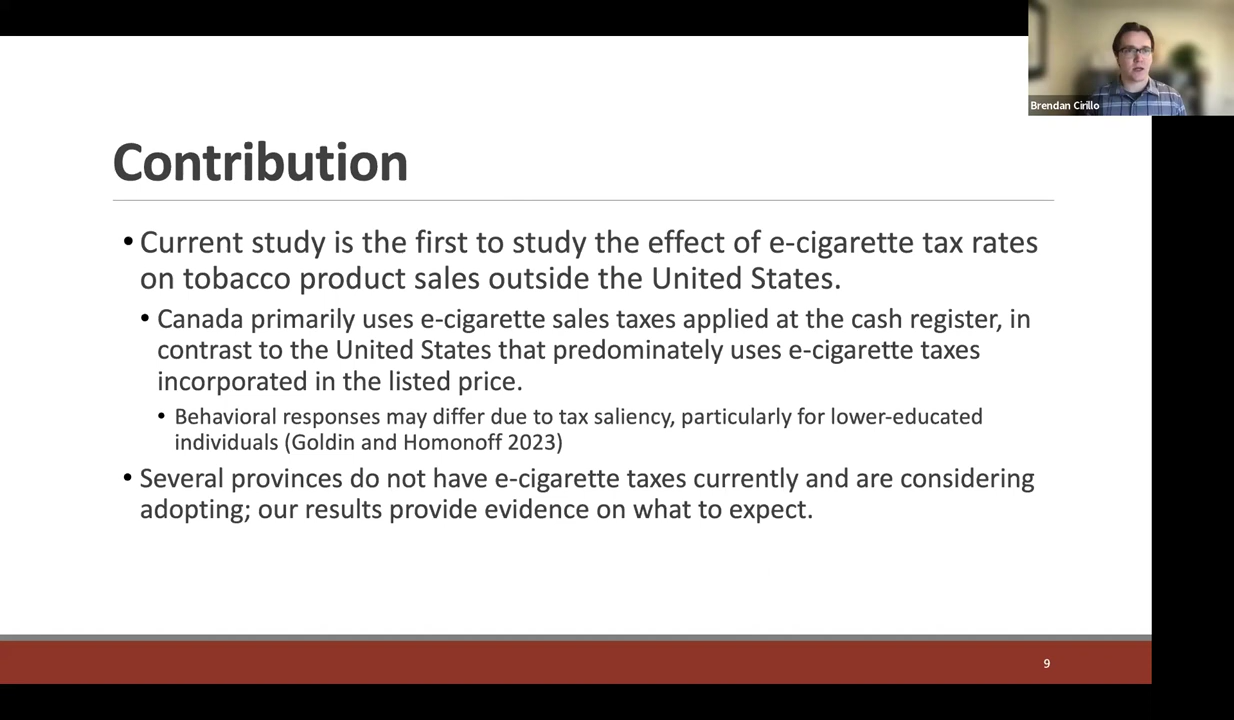 Brendan Cirillo
Contribution
• Current study is the first to study the effect of e-cigarette tax rates
on tobacco product sales outside the United States.
• Canada primarily uses e-cigarette sales taxes applied at the cash register, in
contrast to the United States that predominately uses e-cigarette taxes
incorporated in the listed price.
• Behavioral responses may differ due to tax saliency, particularly for lower-educated
individuals (Goldin and Homonoff 2023)
• Several provinces do not have e-cigarette taxes currently and are considering
adopting; our results provide evidence on what to expect.
9